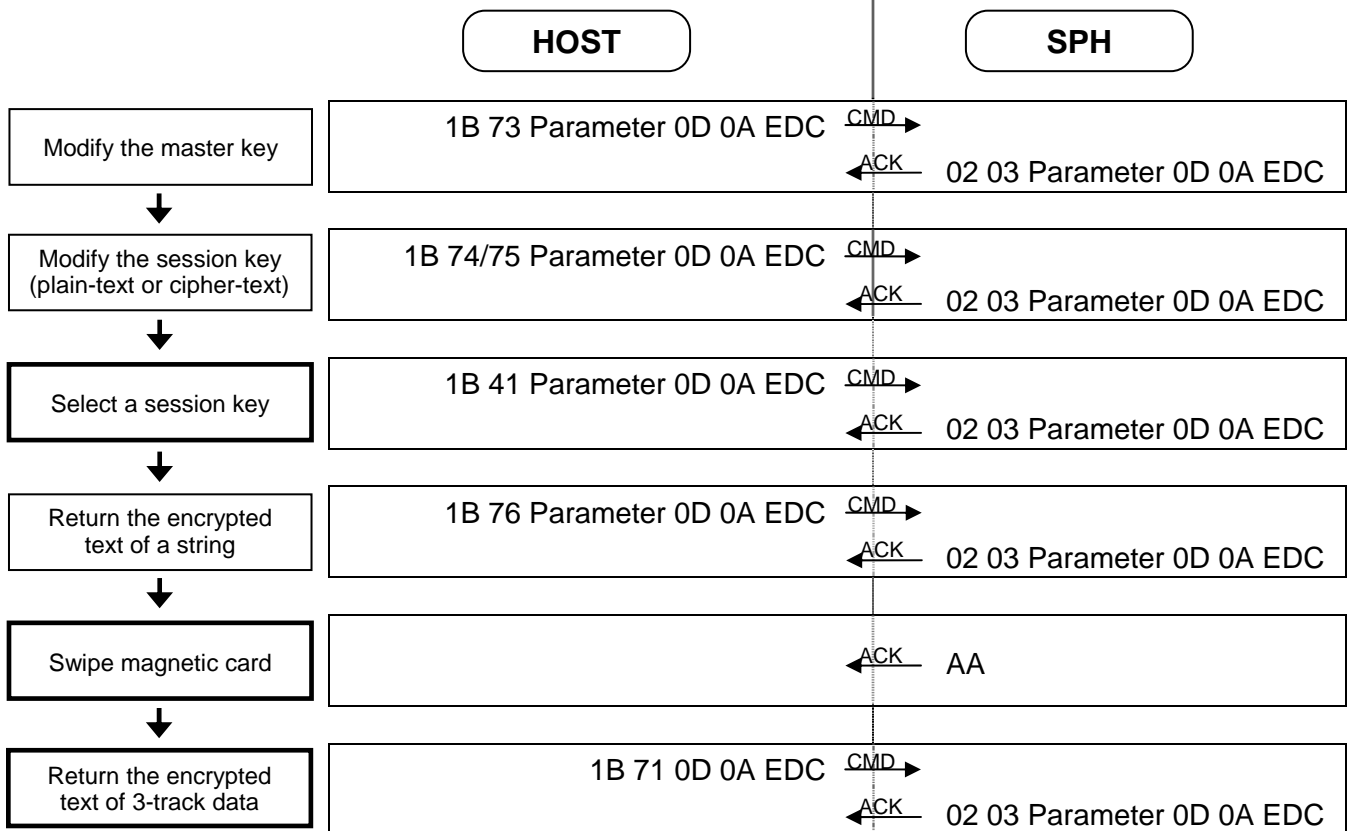 HOST
SPH
Modify the master key
1B 73 Parameter 0D 0A EDC
CMD
ACK
02 03 Parameter 0D 0A EDC
Modify the session key
(plain-text or cipher-text)
1B 74/75 Parameter 0D 0A EDC
CMD
ACK
02 03 Parameter 0D 0A EDC
Select a session key
1B 41 Parameter 0D 0A EDC
CMD
ACK
02 03 Parameter 0D 0A EDC
Return the encrypted
text of a string
1B 76 Parameter 0D 0A EDC
CMD
ACK
02 03 Parameter 0D 0A EDC
Swipe magnetic card
ACK
AA
Return the encrypted
text of 3-track data
1B 71 0D 0A EDC
CMD
ACK
02 03 Parameter 0D 0A EDC